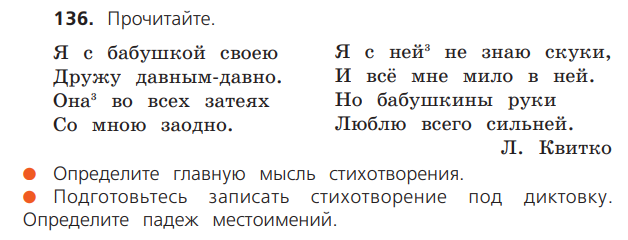 136. Прочитайте.
Я с бабушкой своею
Дружу давным-давно.
Она³ во всех затеях
Со мною заодно.
Я с ней³ не знаю скуки,
И всё мне мило в ней.
Но бабушкины руки
Люблю всего сильней.
Л. Квитко
● Определите главную мысль стихотворения.
● Подготовьтесь записать стихотворение под диктовку.
Определите падеж местоимений.